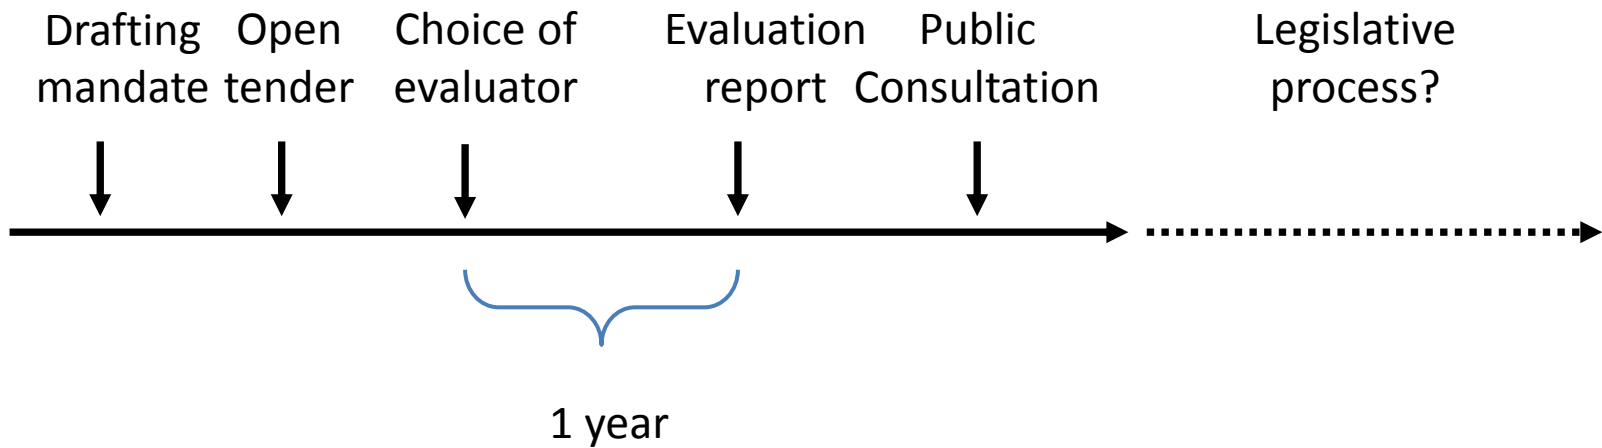 Drafting
mandate
Open
tender
Choice of
evaluator
Evaluation
report
Public
Consultation
Legislative
process?
1 year